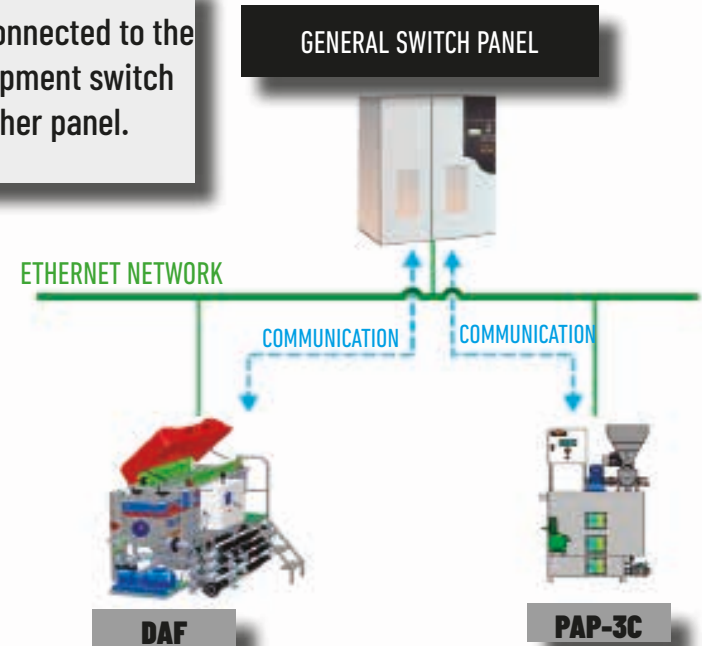 onnected to the
pment switch
her panel.
GENERAL SWITCH PANEL
ETHERNET NETWORK
COMMUNICATION
COMMUNICATION
DAF
PAP-3C